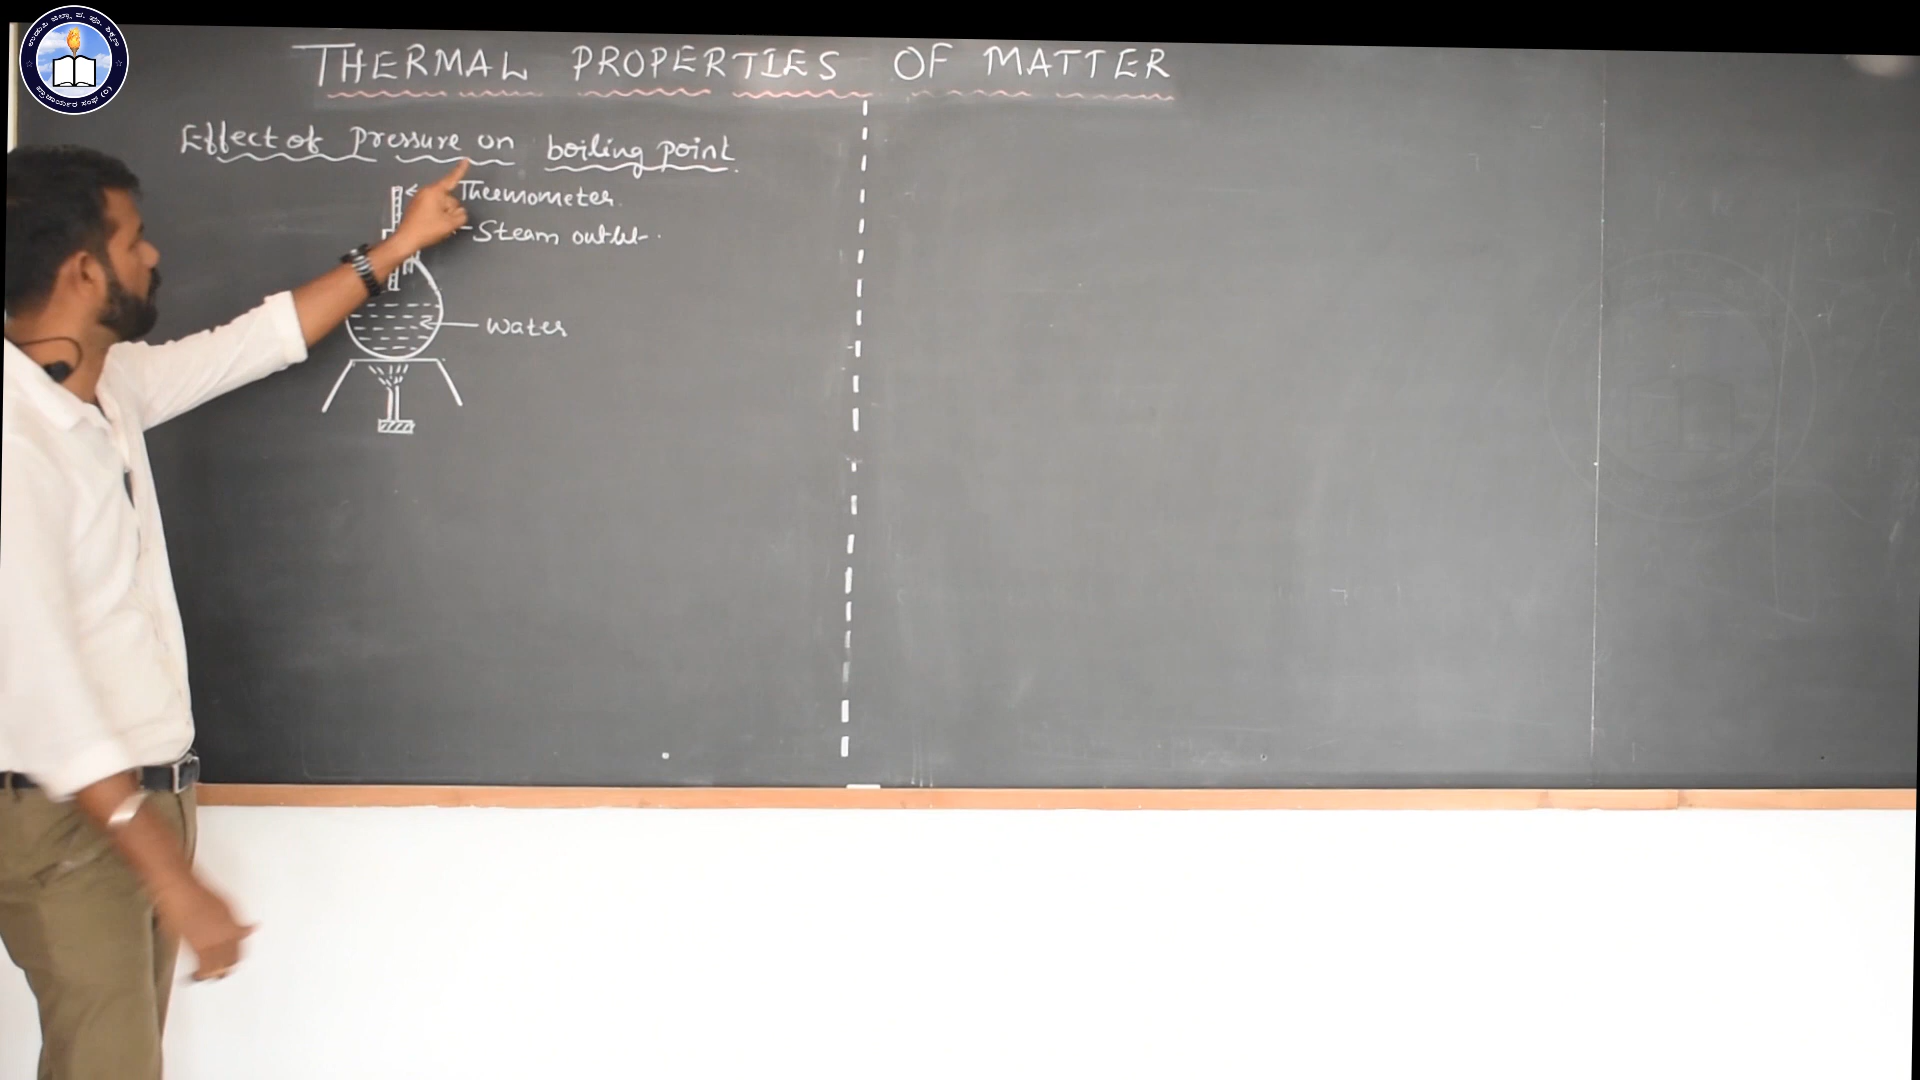 THERMAL PROPERTIES OF MATTER
Effect of Pressure on boiling point
Thermometer
Steam outlet
Water